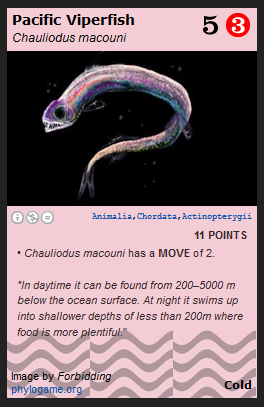 Pacific Viperfish 5 3
Chauliodus macouni
Animalia,Chordata,Actinopterygii
11 POINTS
• Chauliodus macouni has a MOVE of 2.
"In daytime it can be found from 200–5000 m
below the ocean surface. At night it swims up
into shallower depths of less than 200m where
food is more plentiful."
Image by Forbidding
phylogame.org
Cold